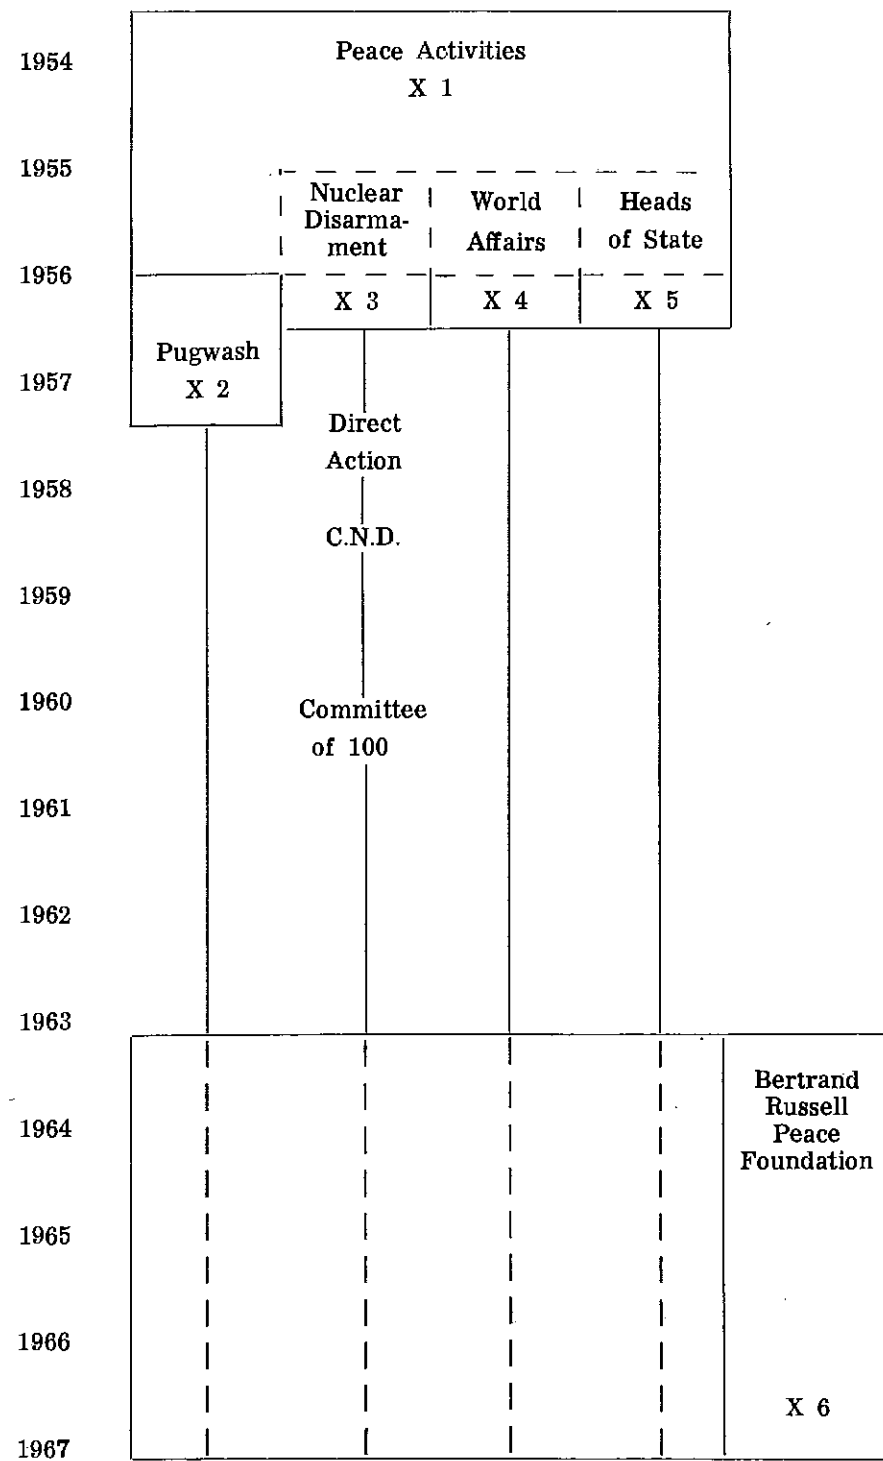 1954
Peace Activities
X 1
1955
Nuclear
Disarma-
ment
World
Affairs
Heads
of State
1956
X 3
X 4
X 5
Pugwash
X 2
1957
Direct
Action
1958
C.N.D.
1959
1960
Committee
of 100
1961
1962
1963
Bertrand
Russell
Peace
Foundation
1964
1965
1966
X 6
1967